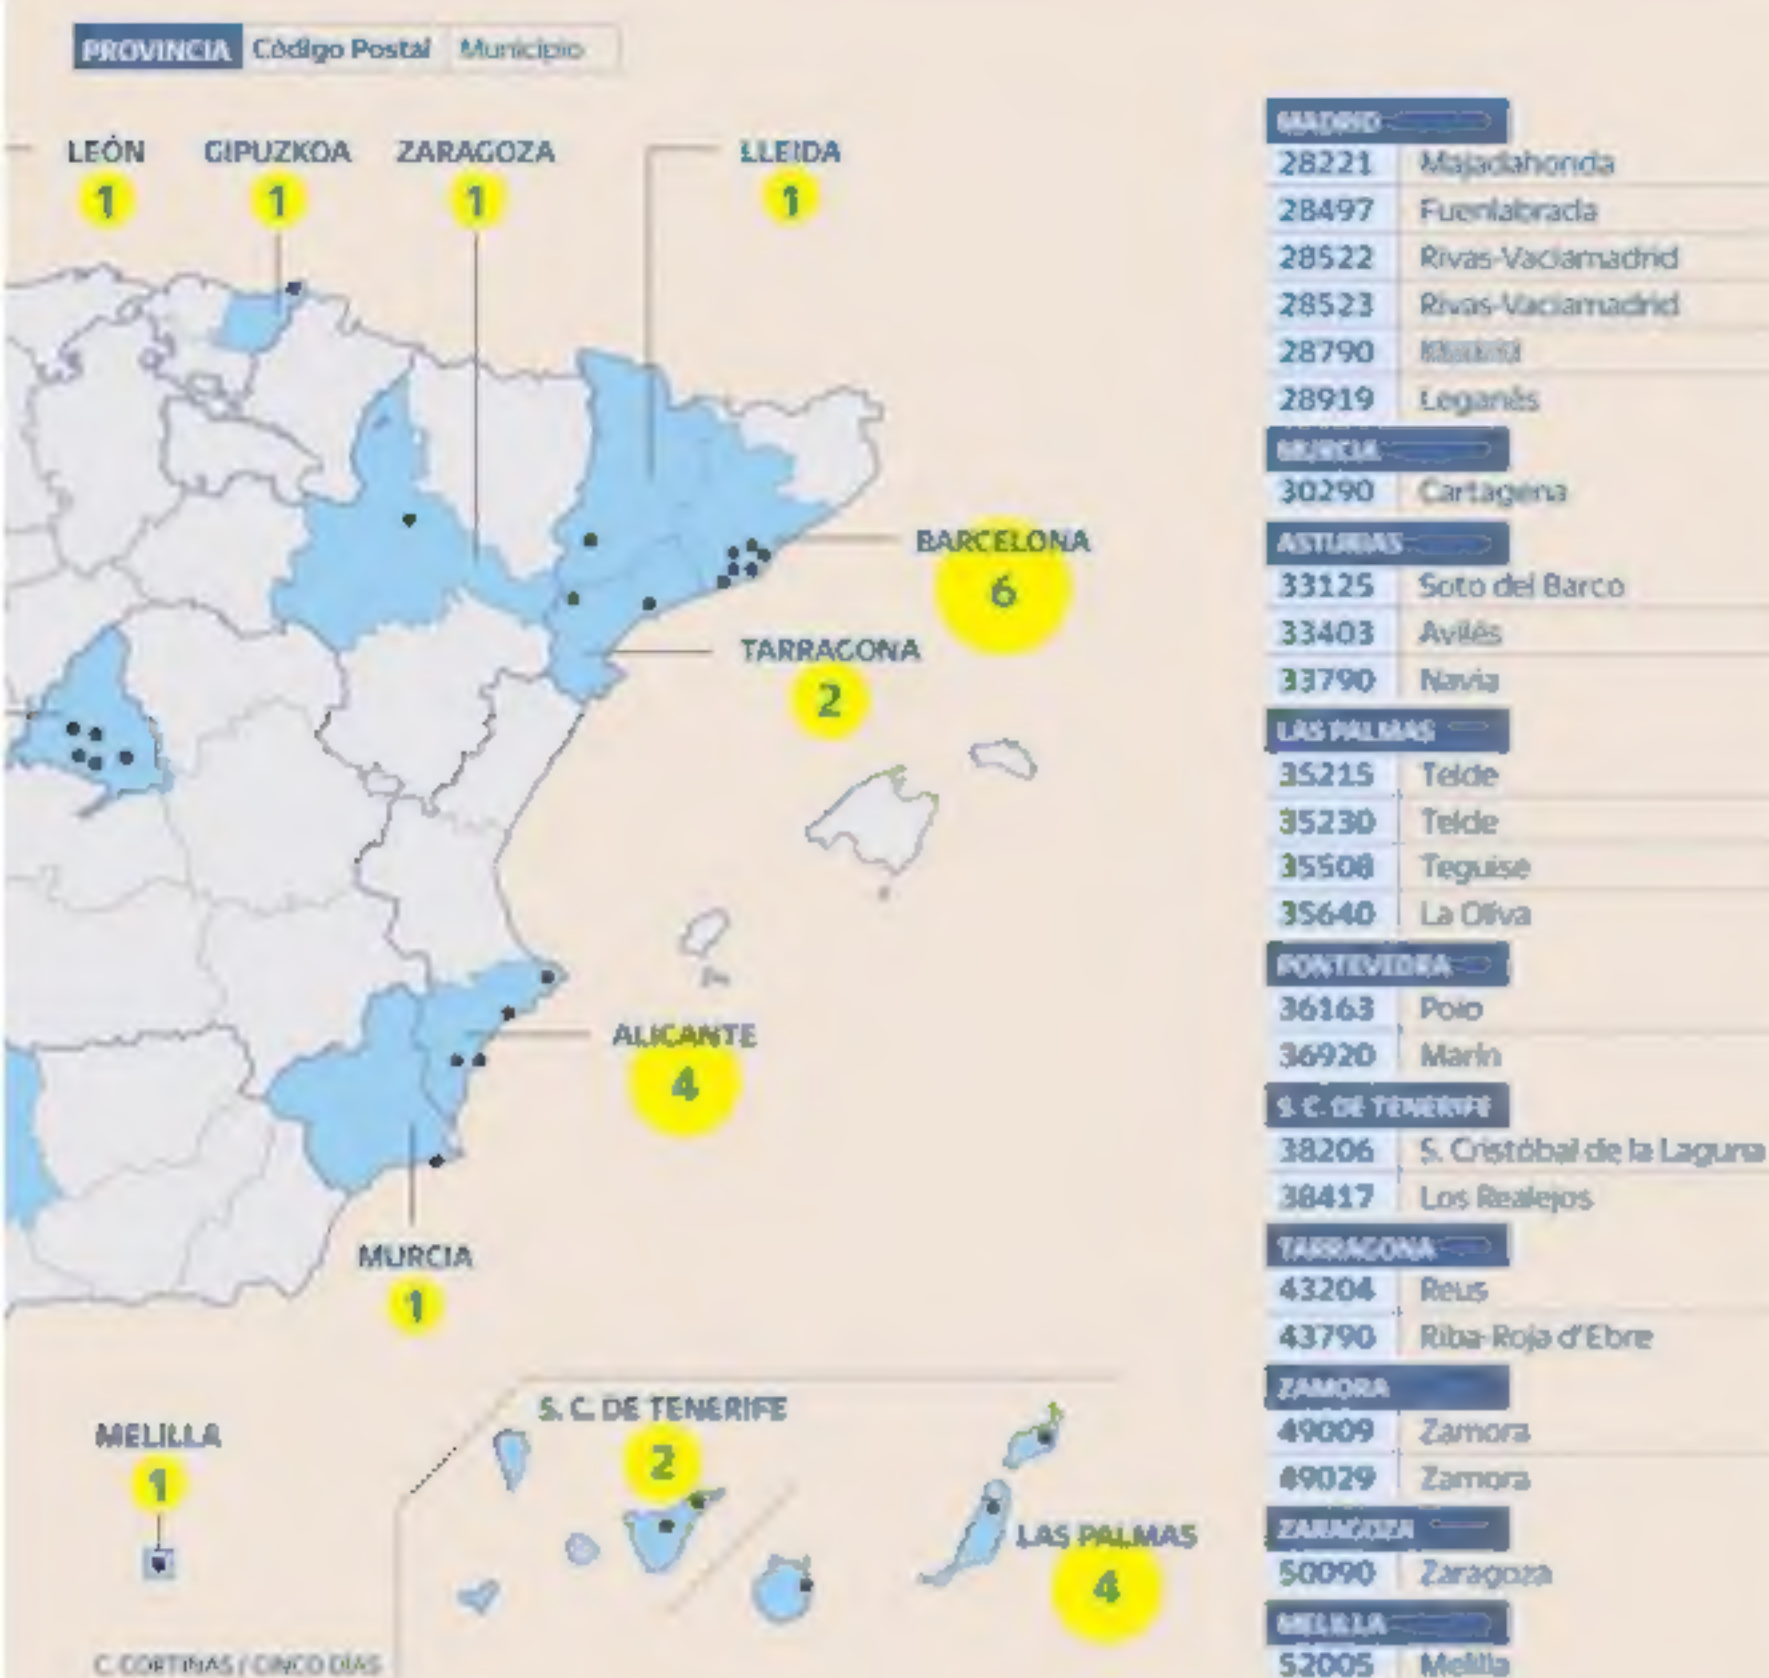 PROVINCIA Código Postal Municipio
LEÓN
1
GIPUZKOA
1
ZARAGOZA
1
LLEIDA
1
BARCELONA
6
TARRAGONA
2
ALICANTE
4
MURCIA
1
MELILLA
1
S. C. DE TENERIFE
2
LAS PALMAS
4
C. CORTINAS / CINCO DÍAS
MADRID
28221 Majadahonda
28497 Fuenlabrada
28522 Rivas-Vaciamadrid
28523 Rivas-Vaciamadrid
28790
28919 Leganés
MURCIA
30290 Cartagena
ASTURIAS
33125 Soto del Barco
33403 Avilés
33790 Navia
LAS PALMAS
35215 Telde
35230 Telde
35508 Teguise
35640 La Oliva
PONTEVEDRA
36163 Poio
36920 Marín
S. C. DE TENERIFE
38206 S. Cristóbal de la Laguna
38417 Los Realejos
TARRAGONA
43204 Reus
43790 Riba-Roja d'Ebre
ZAMORA
49009 Zamora
49029 Zamora
ZARAGOZA
50090 Zaragoza
MELILLA
52005 Melilla